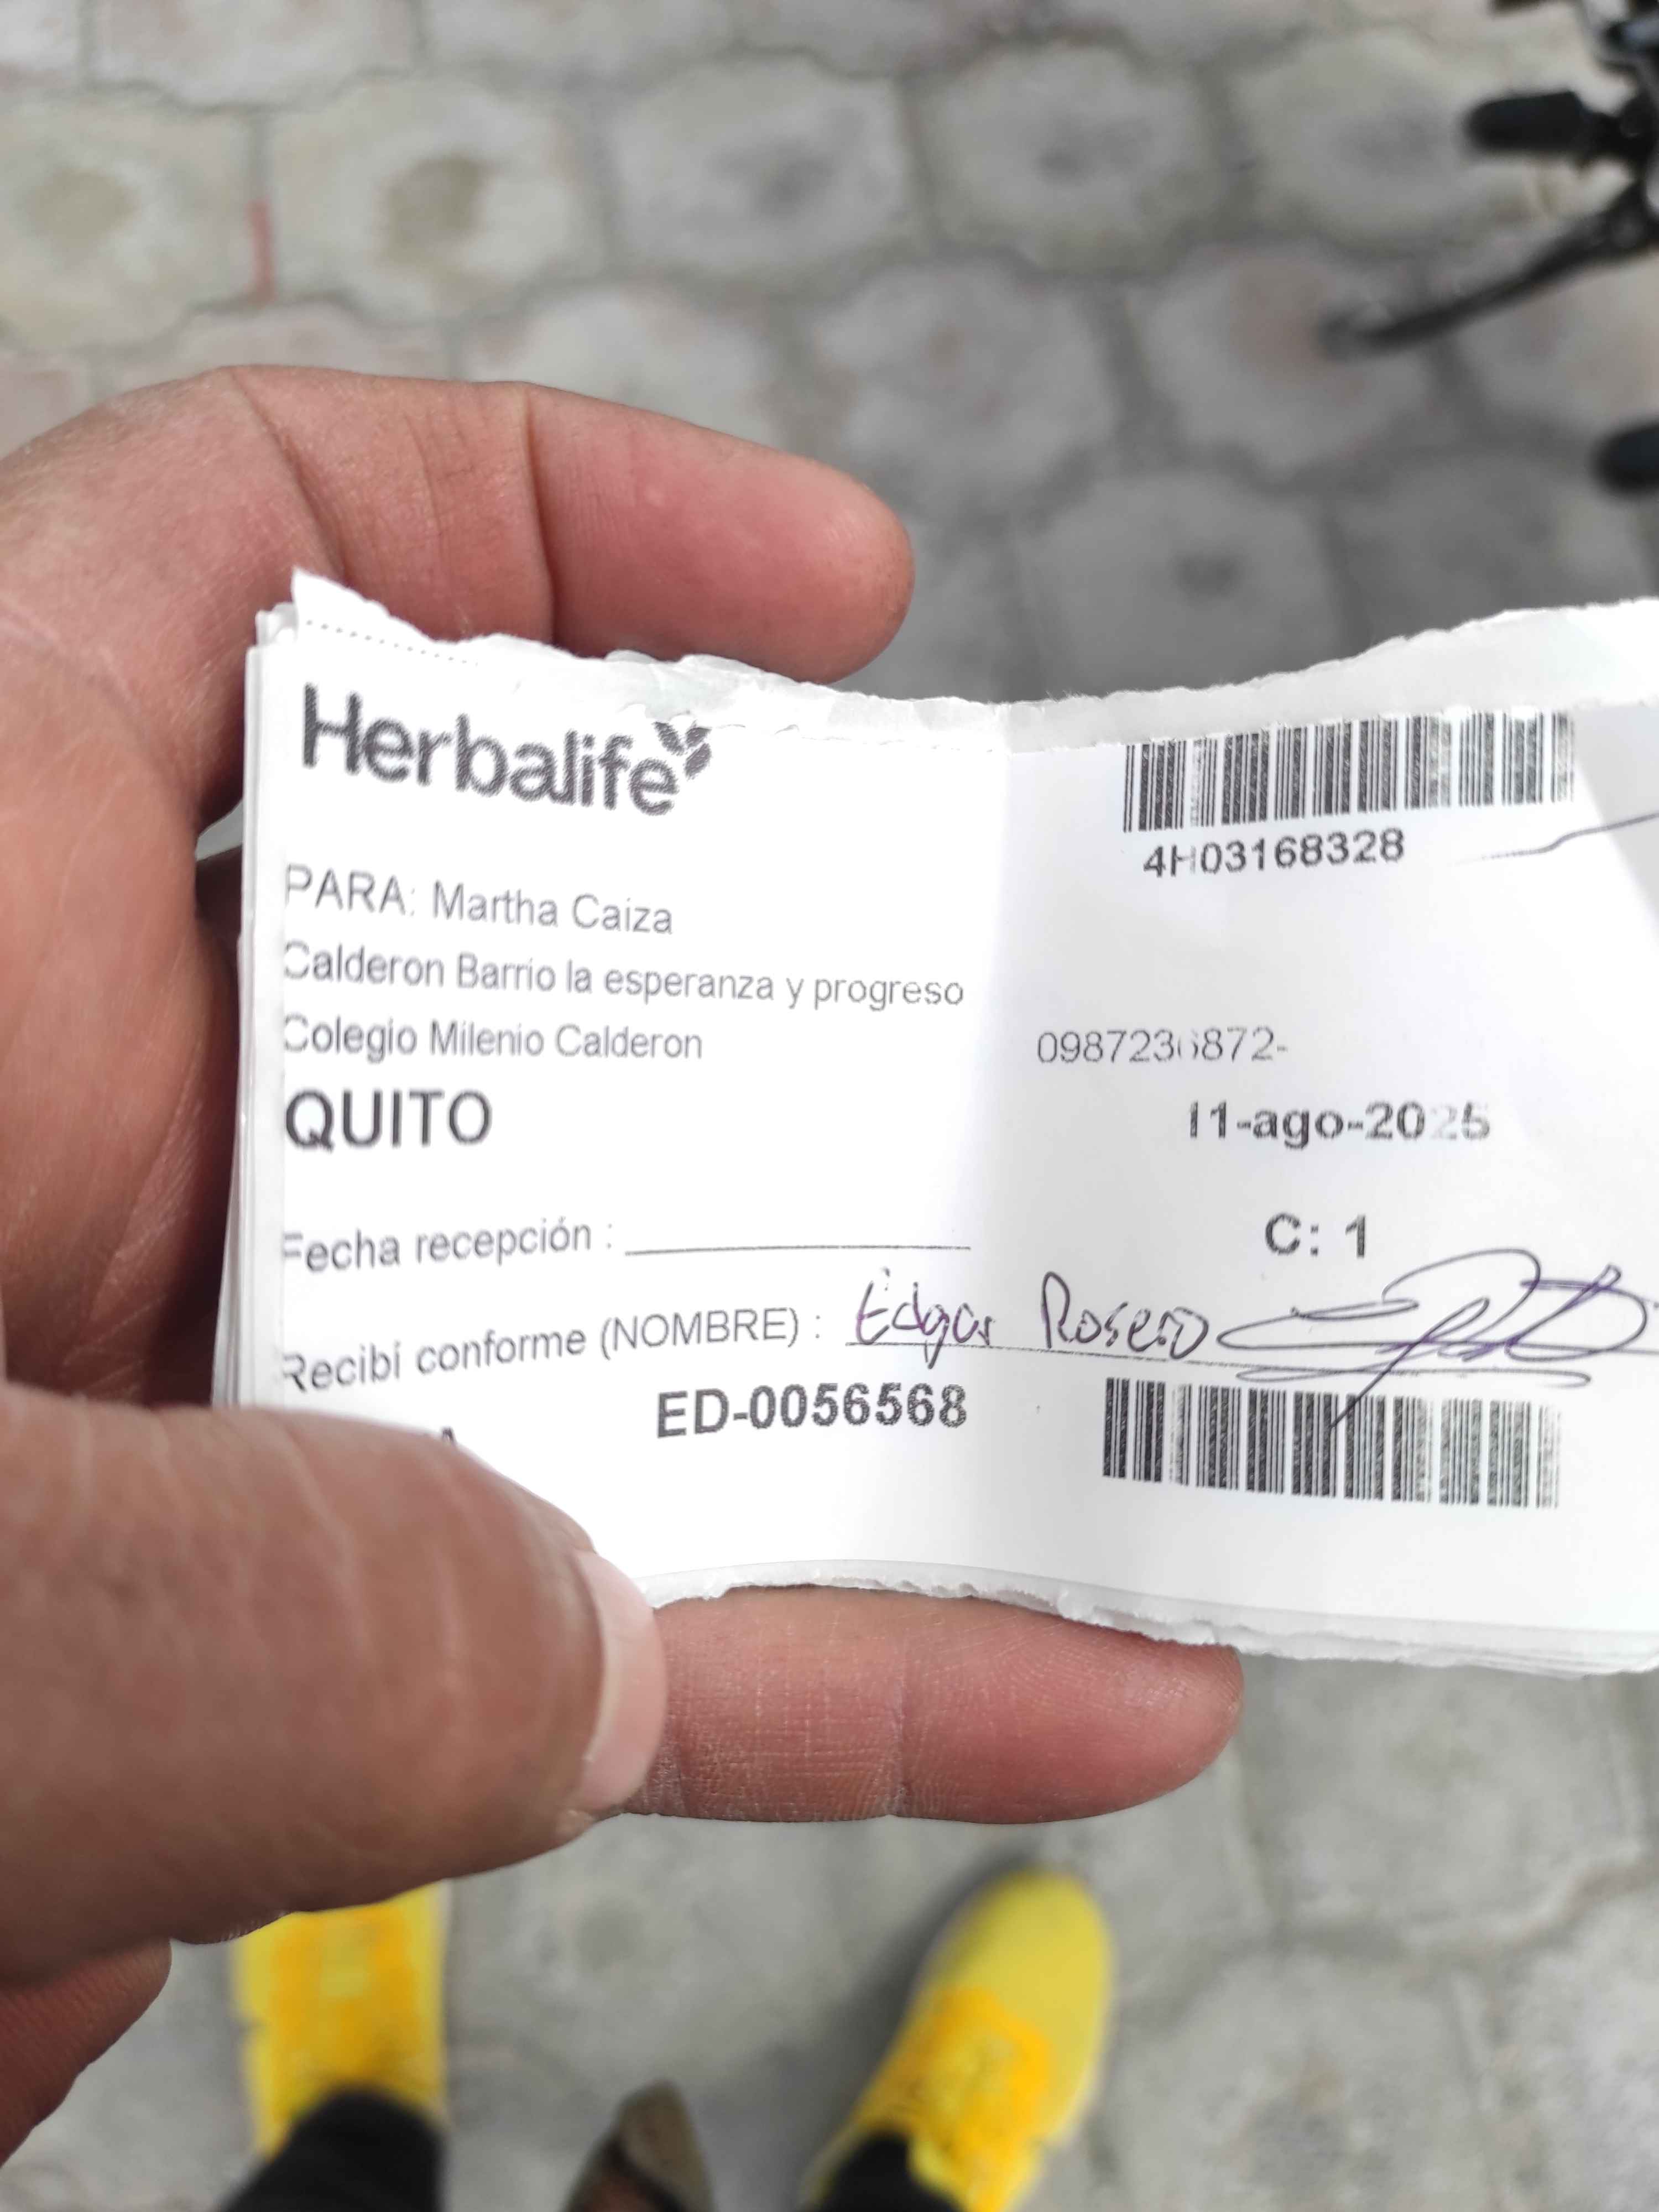 Herbalife
4H03168328
PARA: Martha Caiza
Calderon Barrio la esperanza y progreso
Colegio Milenio Calderon
0987236872-
QUITO
11-ago-2025
Fecha recepción :
C: 1
Recibí conforme (NOMBRE) : Edgar Rosero
ED-0056568